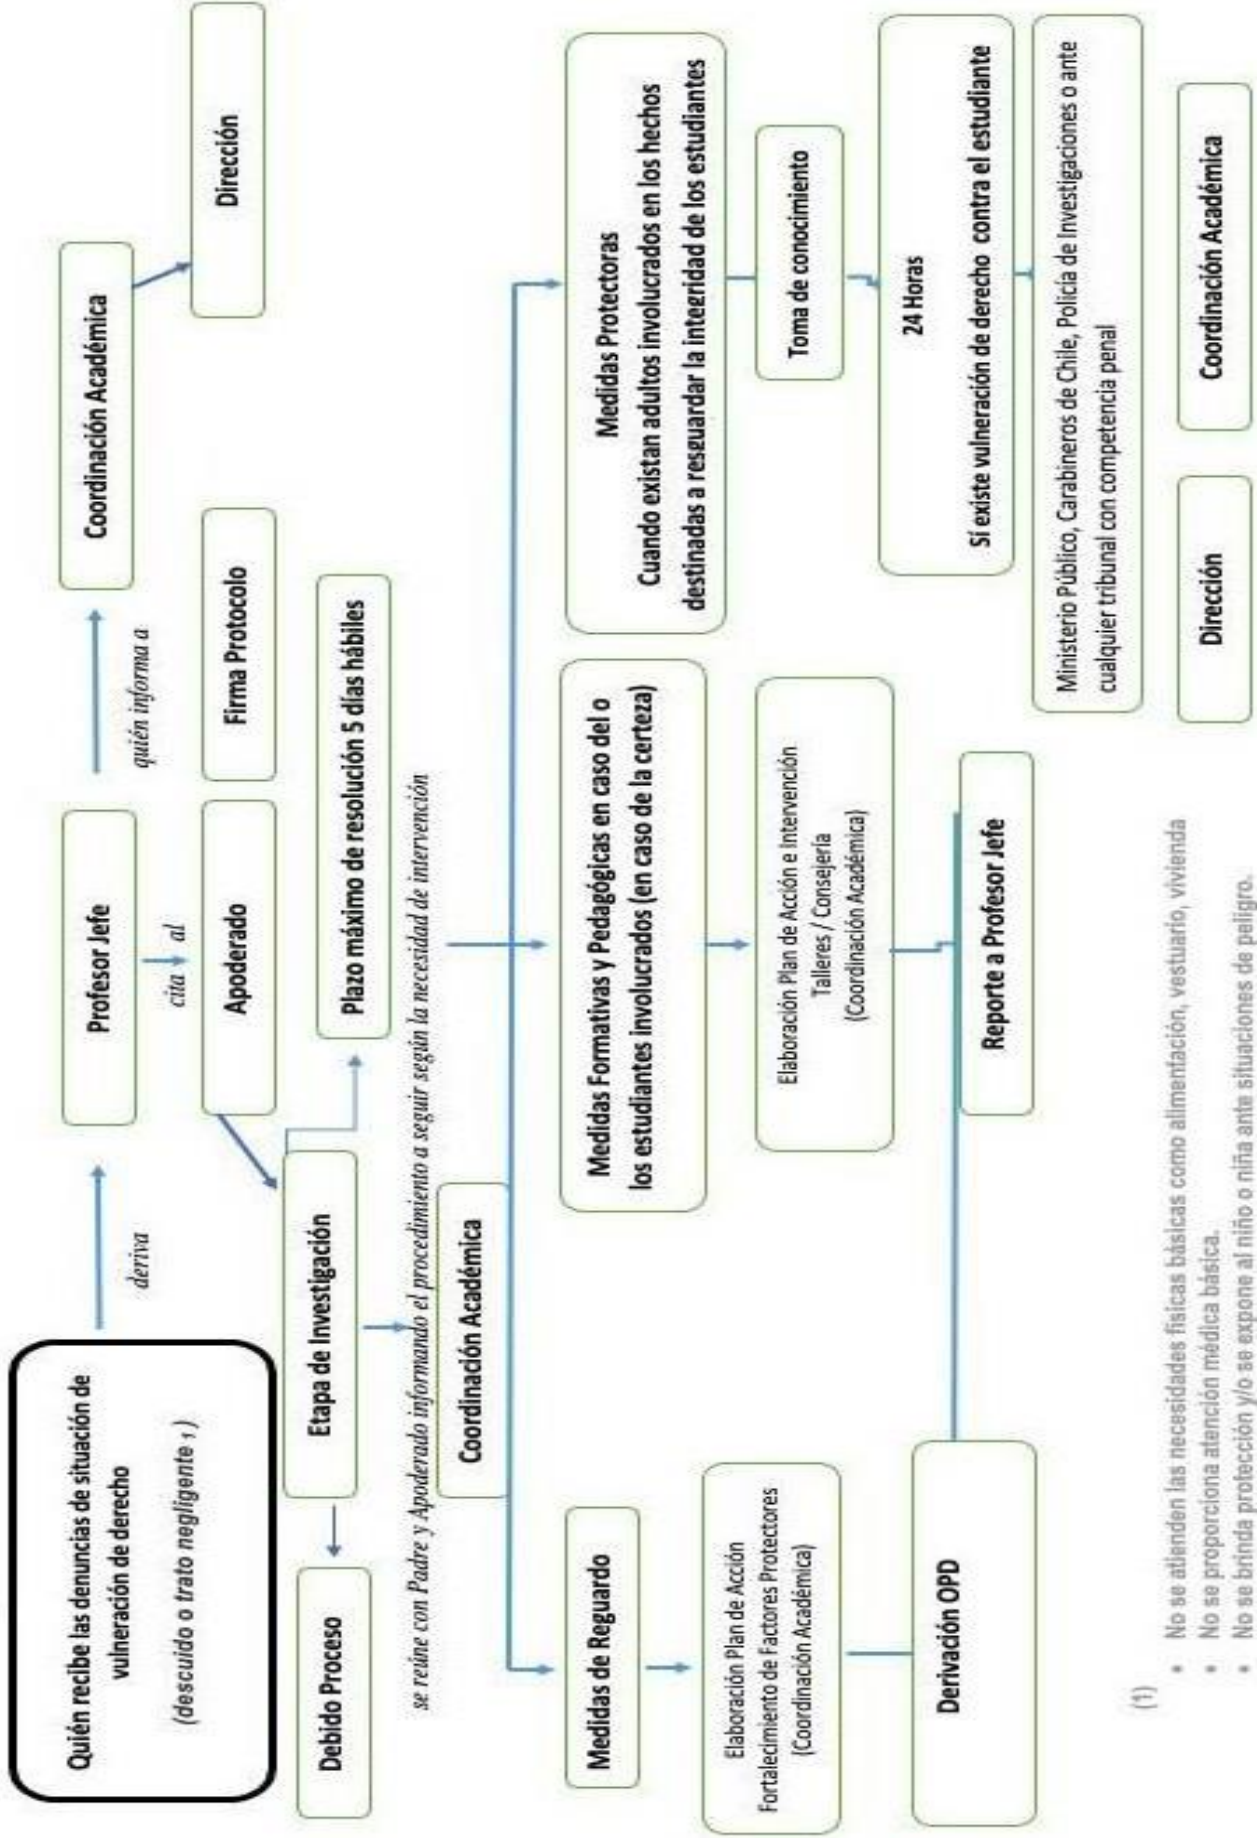 Quién recibe las denuncias de situación de
vulneración de derecho
(descuido o trato negligente 1)
deriva
Profesor Jefe
quién informa a
Coordinación Académica
Dirección
cita al
Apoderado
Firma Protocolo
Etapa de Investigación
Plazo máximo de resolución 5 días hábiles
Debido Proceso
se reúne con Padre y Apoderado informando el procedimiento a seguir según la necesidad de intervención
Coordinación Académica
Medidas de Reguardo
Elaboración Plan de Acción
Fortalecimiento de Factores Protectores
(Coordinación Académica)
Derivación OPD
Medidas Formativas y Pedagógicas en caso del o
los estudiantes involucrados (en caso de la certeza)
Elaboración Plan de Acción e Intervención
Talleres / Consejería
(Coordinación Académica)
Reporte a Profesor Jefe
Medidas Protectoras
Cuando existan adultos involucrados en los hechos
destinadas a resguardar la integridad de los estudiantes
Toma de conocimiento
24 Horas
Sí existe vulneración de derecho contra el estudiante
Ministerio Público, Carabineros de Chile, Policía de Investigaciones o ante
cualquier tribunal con competencia penal
Dirección
Coordinación Académica
(1)
• No se atienden las necesidades físicas básicas como alimentación, vestuario, vivienda
• No se proporciona atención médica básica.
• No se brinda protección y/o se expone al niño o niña ante situaciones de peligro.